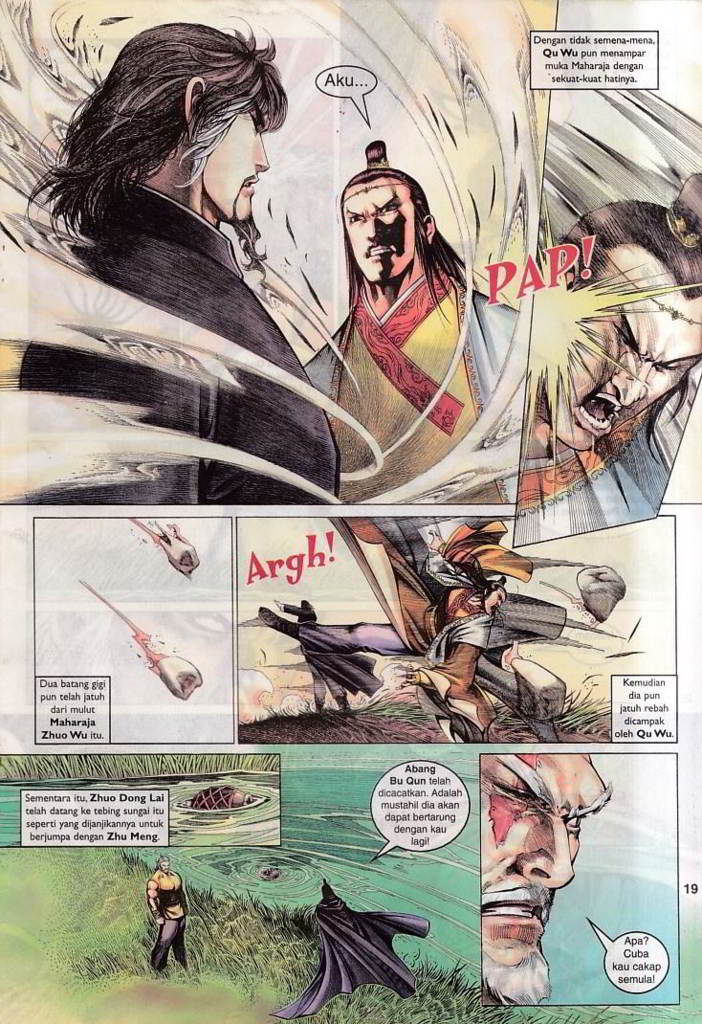 Aku...
Dengan tidak semena-mena,
Qu Wu pun menampar
muka Maharaja dengan
sekuat-kuat hatinya.
PAP!
Dua batang gigi
pun telah jatuh
dari mulut
Maharaja
Zhuo Wu itu.
Argh!
Kemudian
dia pun
jatuh rebah
dicampak
oleh Qu Wu.
Sementara itu, Zhuo Dong Lai
telah datang ke tebing sungai itu
seperti yang dijanjikannya untuk
berjumpa dengan Zhu Meng.
Abang
Bu Qun telah
dicacatkan. Adalah
mustahil dia akan
dapat bertarung
dengan kau
lagi!
Apa?
Cuba
kau cakap
semula!
19